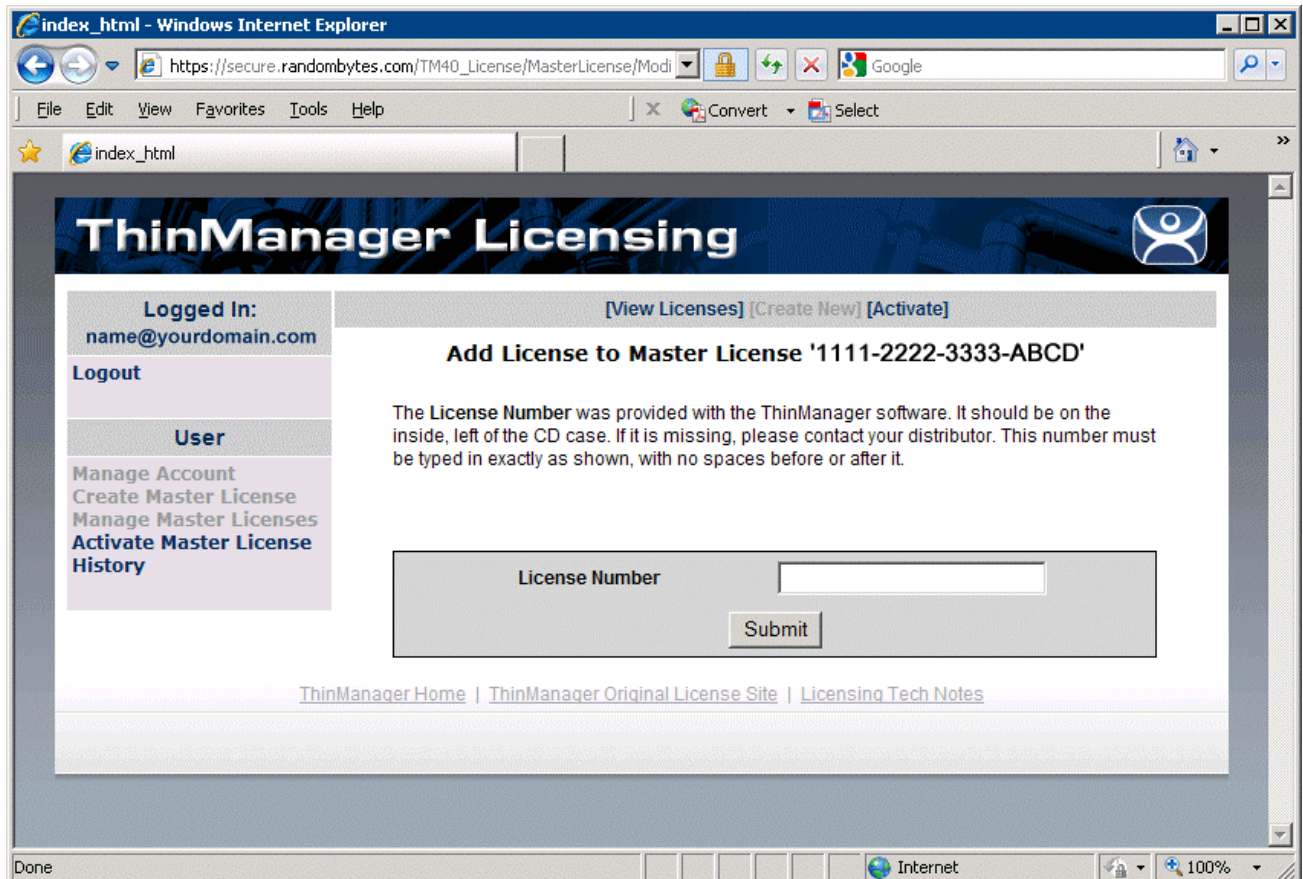 index_html - Windows Internet Explorer
https://secure.randombytes.com/TM40_License/MasterLicense/Modi
Google
File Edit View Favorites Tools Help
Convert Select
index_html
ThinManager Licensing
Logged In:
name@yourdomain.com
Logout
User
Manage Account
Create Master License
Manage Master Licenses
Activate Master License
History
[View Licenses] [Create New] [Activate]
Add License to Master License '1111-2222-3333-ABCD'
The License Number was provided with the ThinManager software. It should be on the
inside, left of the CD case. If it is missing, please contact your distributor. This number must
be typed in exactly as shown, with no spaces before or after it.
License Number
Submit
ThinManager Home | ThinManager Original License Site | Licensing Tech Notes
Done
Internet
100%